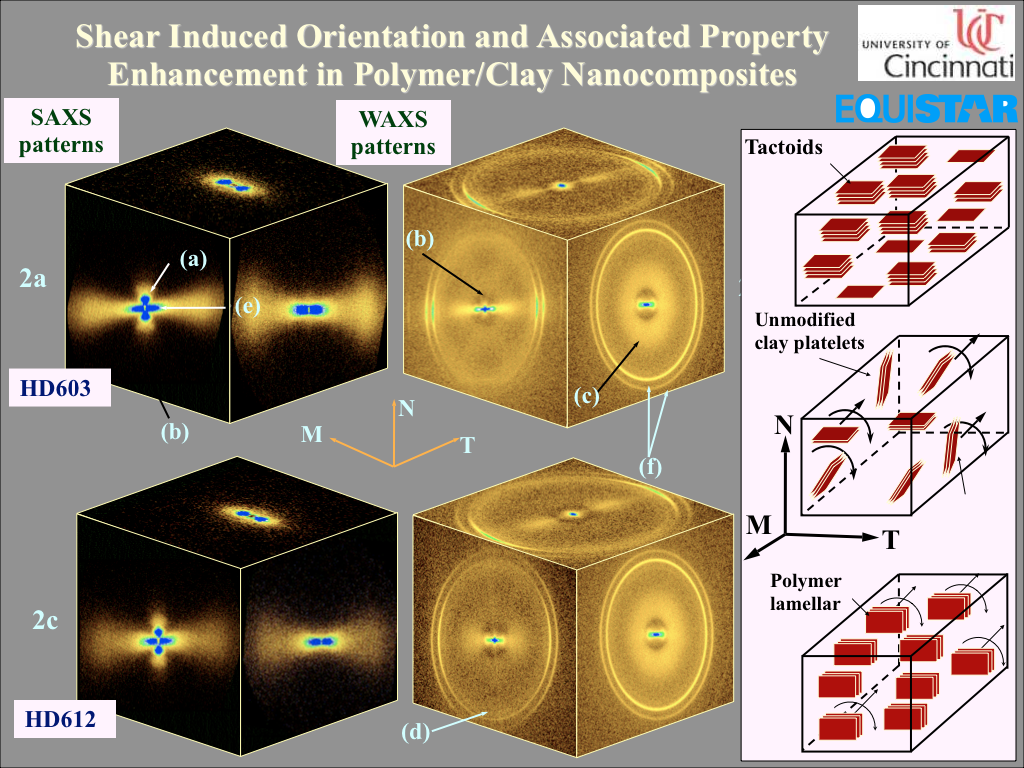 Shear Induced Orientation and Associated Property
Enhancement in Polymer/Clay Nanocomposites
UNIVERSITY OF
UC
Cincinnati
EQUISTAR
SAXS
patterns
WAXS
patterns
Tactoids
2a
(a)
(e)
(b)
(c)
HD603
(b)
(f)
N
M
T
Unmodified
clay platelets
N
M
T
2c
HD612
(d)
Polymer
lamellar